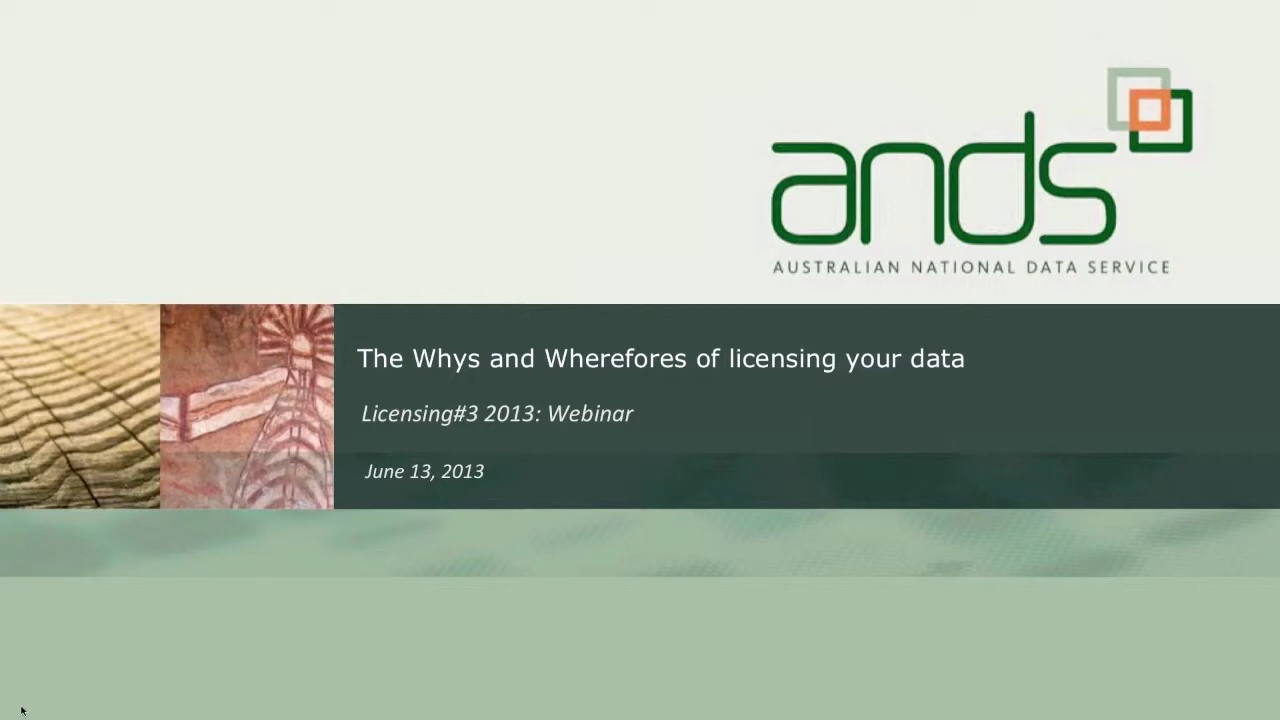 ands
AUSTRALIAN NATIONAL DATA SERVICE
The Whys and Wherefores of licensing your data
Licensing#3 2013: Webinar
June 13, 2013